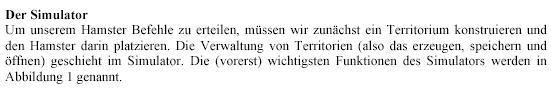 Der Simulator
Um unserem Hamster Befehle zu erteilen, müssen wir zunächst ein Territorium konstruieren und
den Hamster darin platzieren. Die Verwaltung von Territorien (also das erzeugen, speichern und
öffnen) geschieht im Simulator. Die (vorerst) wichtigsten Funktionen des Simulators werden in
Abbildung 1 genannt.